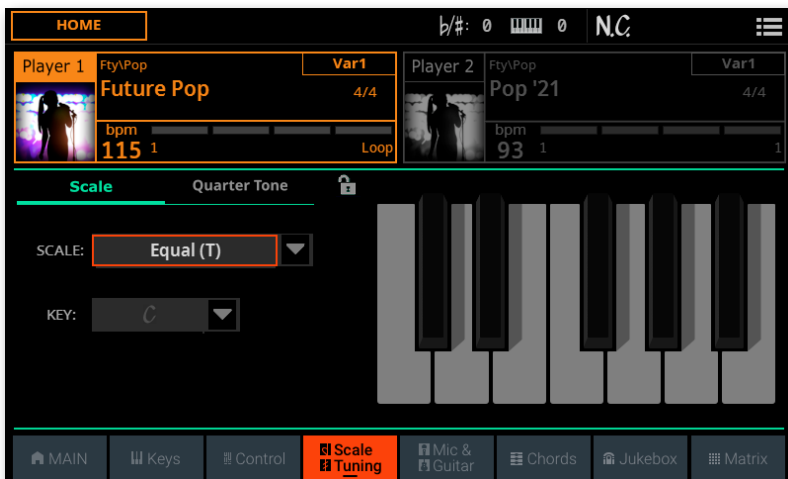 HOME
♭/#: 0
0
N.C.
Player 1
Fty\Pop
Var1
Future Pop
4/4
bpm
115
1
Loop
Player 2
Fty\Pop
Var1
Pop '21
4/4
bpm
93
1
1
Scale
Quarter Tone
SCALE:
Equal (T)
KEY:
C
MAIN
Keys
Control
Scale
Tuning
Mic &
Guitar
Chords
Jukebox
Matrix